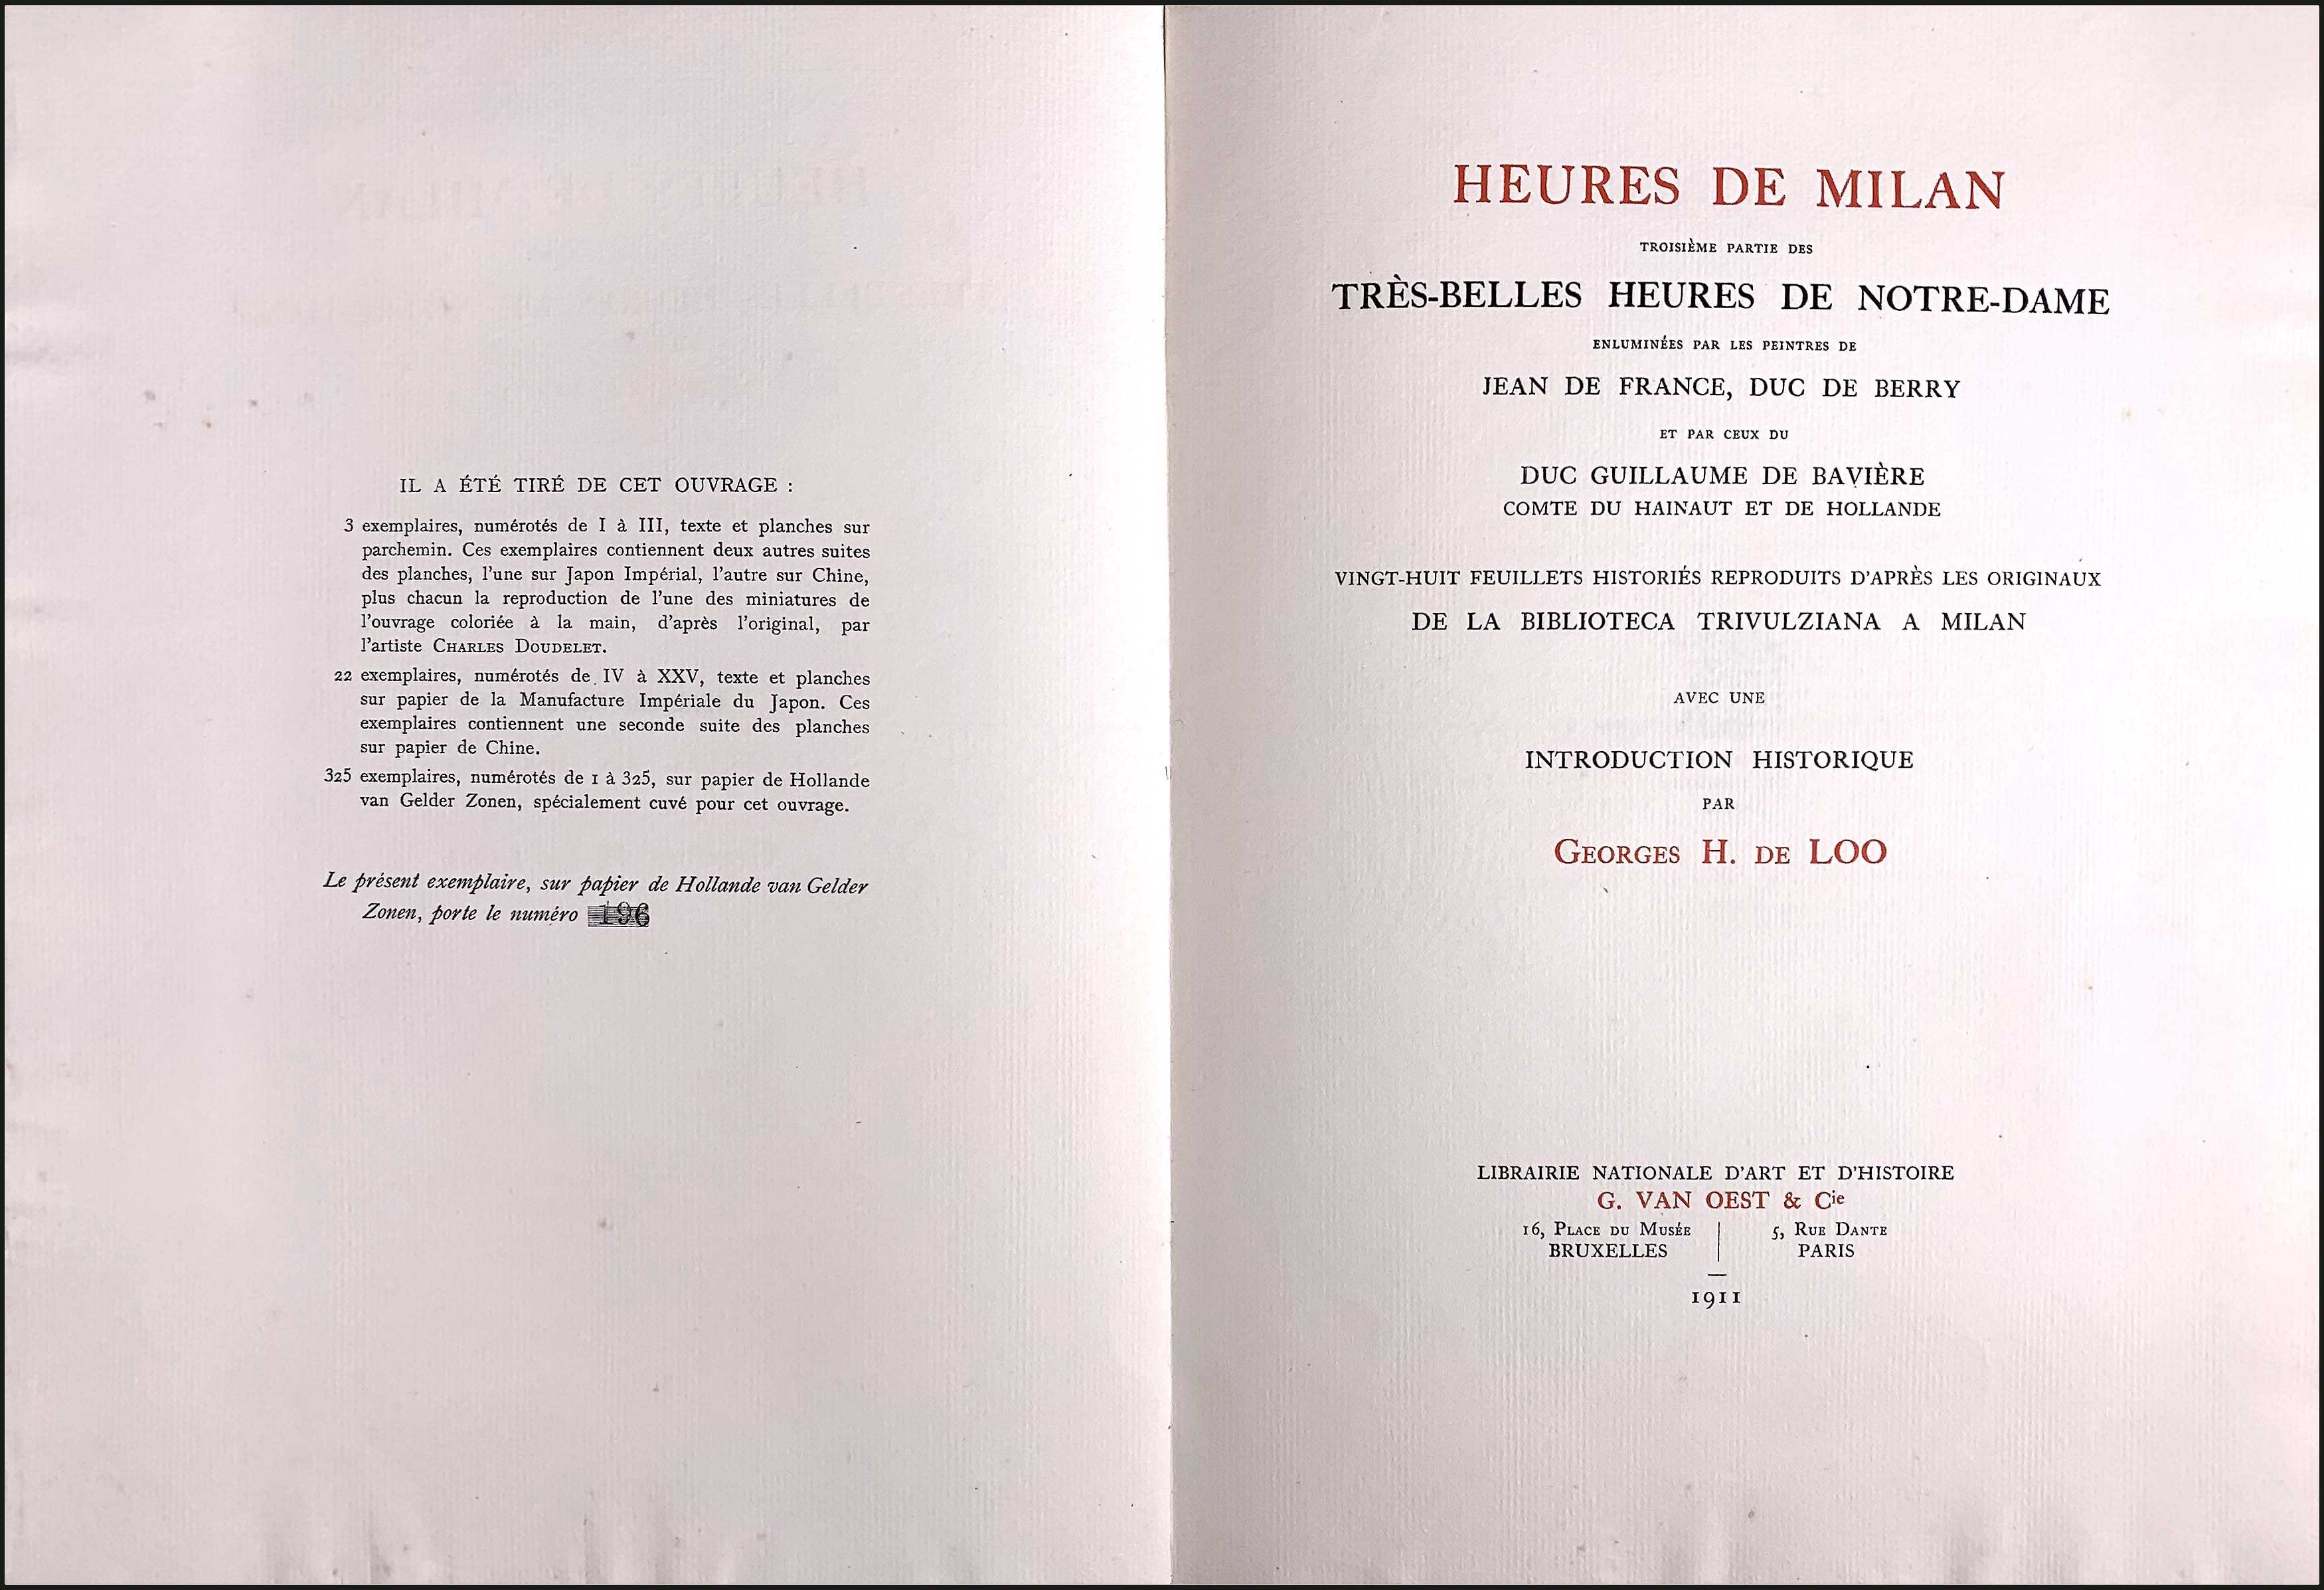 IL A ÉTÉ TIRÉ DE CET OUVRAGE :
3 exemplaires, numérotés de I à III, texte et planches sur
parchemin. Ces exemplaires contiennent deux autres suites
des planches, l'une sur Japon Impérial, l'autre sur Chine,
plus chacun la reproduction de l'une des miniatures de
l'ouvrage coloriée à la main, d'après l'original, par
l'artiste CHARLES DOUDELET.
22 exemplaires, numérotés de IV à XXV, texte et planches
sur papier de la Manufacture Impériale du Japon. Ces
exemplaires contiennent une seconde suite des planches
sur papier de Chine.
325 exemplaires, numérotés de 1 à 325, sur papier de Hollande
van Gelder Zonen, spécialement cuvé pour cet ouvrage.
Le présent exemplaire, sur papier de Hollande van Gelder
Zonen, porte le numéro 196
HEURES DE MILAN
TROISIÈME PARTIE DES
TRÈS-BELLES HEURES DE NOTRE-DAME
ENLUMINÉES PAR LES PEINTRES DE
JEAN DE FRANCE, DUC DE BERRY
ET PAR CEUX DU
DUC GUILLAUME DE BAVIÈRE
COMTE DU HAINAUT ET DE HOLLANDE
VINGT-HUIT FEUILLETS HISTORIÉS REPRODUITS D'APRÈS LES ORIGINAUX
DE LA BIBLIOTECA TRIVULZIANA A MILAN
AVEC UNE
INTRODUCTION HISTORIQUE
PAR
GEORGES H. DE LOO
LIBRAIRIE NATIONALE D'ART ET D'HISTOIRE
G. VAN OEST & Cie
16, PLACE DU MUSÉE
BRUXELLES
5, RUE DANTE
PARIS
1911